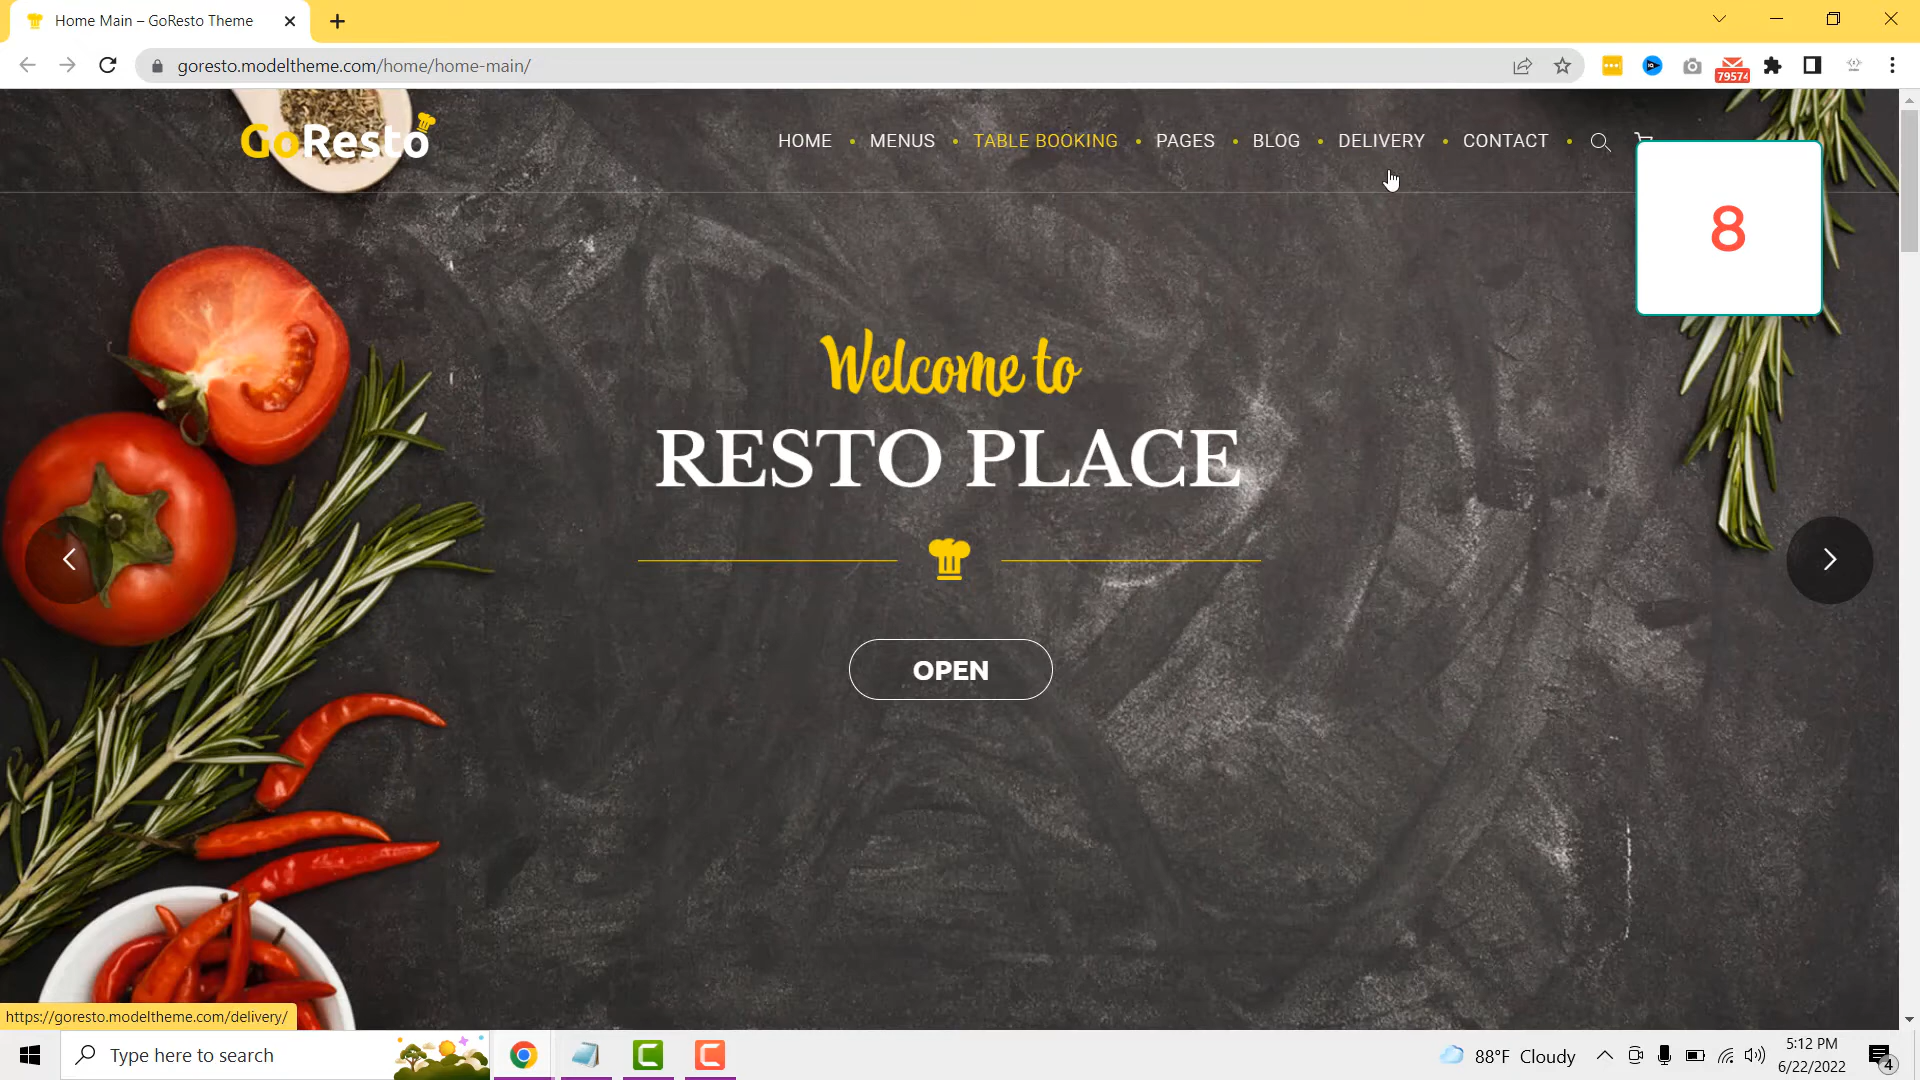 Home Main – GoResto Theme
goresto.modeltheme.com/home/home-main/
79574
GoResto
HOME • MENUS • TABLE BOOKING • PAGES • BLOG • DELIVERY • CONTACT •
8
Welcome to
RESTO PLACE
OPEN
https://goresto.modeltheme.com/delivery/
Type here to search
88°F Cloudy
5:12 PM
6/22/2022
4